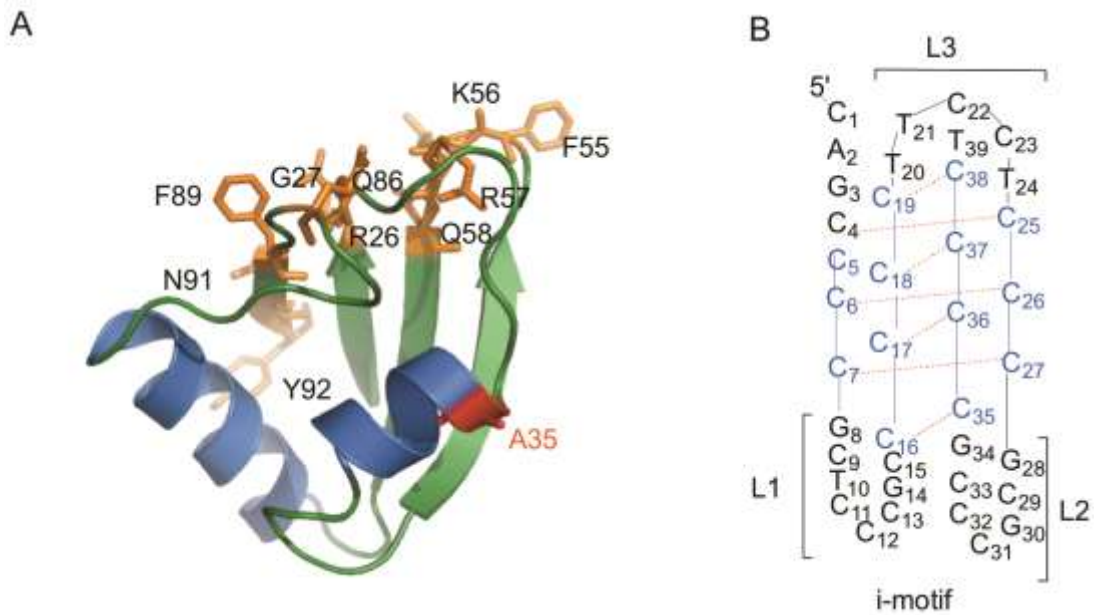 A
K56
F55
F89
G27
Q86
R57
R26
Q58
N91
Y92
A35
B
L3
5'
C1
C22
T21
T39
C23
A2
T20
C38
T24
G3
C19
C4
C25
C37
C5
C18
C6
C26
C36
C17
C7
C27
C35
G8
C16
G34
G28
C9
C15
L1
T10
G14
C33
C29
L2
C11
C13
C32
G30
C12
C31
i-motif